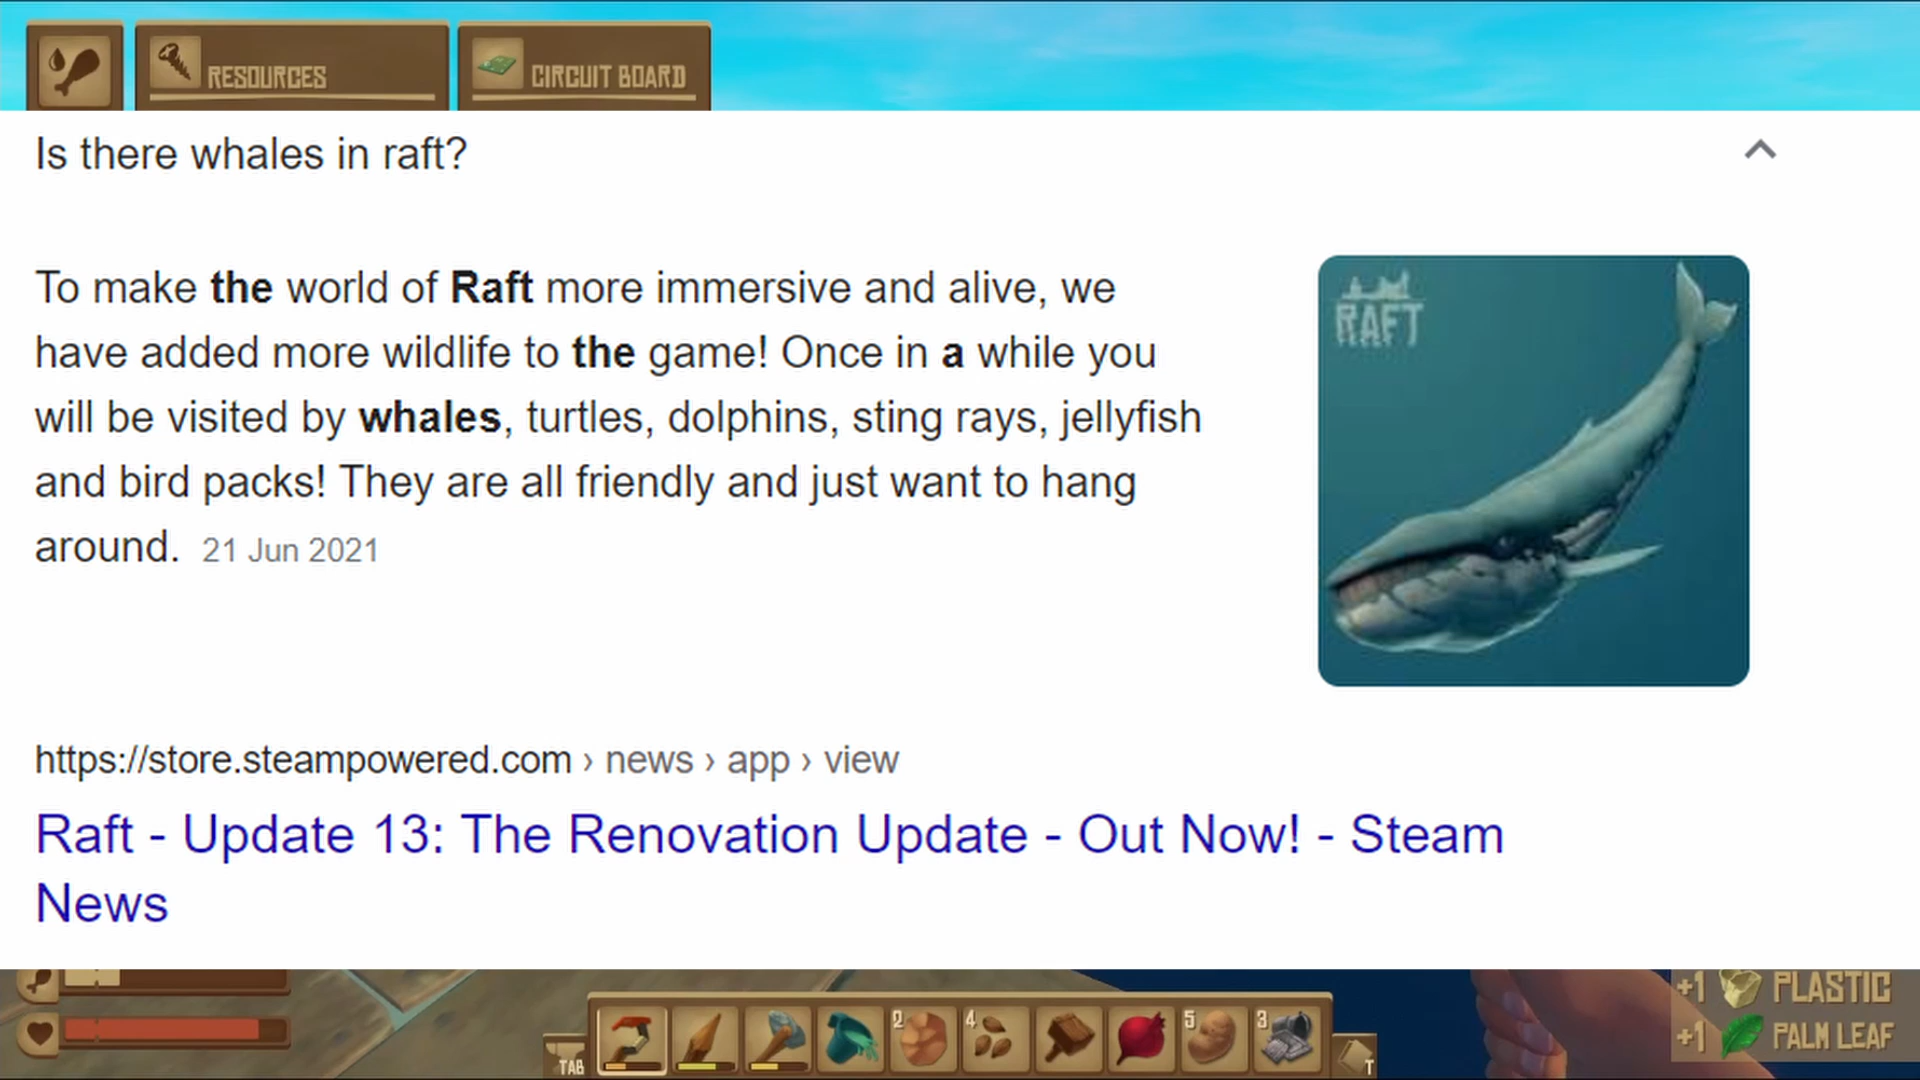 RESOURCES
CIRCUIT BOARD
Is there whales in raft?
To make the world of Raft more immersive and alive, we
have added more wildlife to the game! Once in a while you
will be visited by whales, turtles, dolphins, sting rays, jellyfish
and bird packs! They are all friendly and just want to hang
around. 21 Jun 2021
RAFT
https://store.steampowered.com › news › app › view
Raft - Update 13: The Renovation Update - Out Now! - Steam
News
+1 PLASTIC
+1 PALM LEAF
TAB
2
4
5
3
T